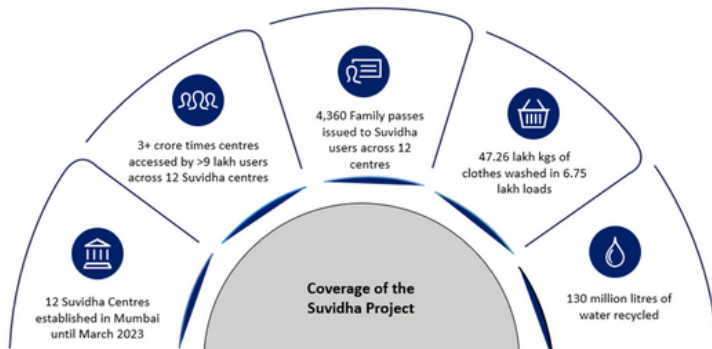 12 Suvidha Centres
established in Mumbai
until March 2023
3+ crore times centres
accessed by >9 lakh users
across 12 Suvidha centres
4,360 Family passes
issued to Suvidha
users across 12
centres
47.26 lakh kgs of
clothes washed in 6.75
lakh loads
130 million litres of
water recycled
Coverage of the
Suvidha Project